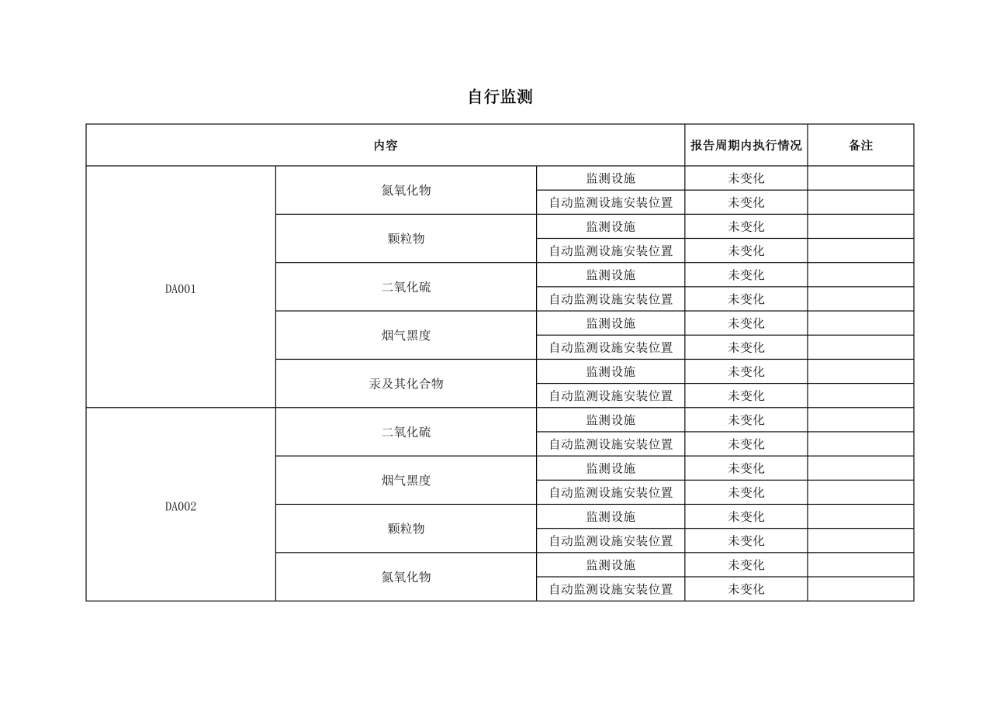 自行监测
内容 报告周期内执行情况 备注
DA001 氮氧化物 监测设施 未变化
自动监测设施安装位置 未变化
颗粒物 监测设施 未变化
自动监测设施安装位置 未变化
二氧化硫 监测设施 未变化
自动监测设施安装位置 未变化
烟气黑度 监测设施 未变化
自动监测设施安装位置 未变化
汞及其化合物 监测设施 未变化
自动监测设施安装位置 未变化
DA002 二氧化硫 监测设施 未变化
自动监测设施安装位置 未变化
烟气黑度 监测设施 未变化
自动监测设施安装位置 未变化
颗粒物 监测设施 未变化
自动监测设施安装位置 未变化
氮氧化物 监测设施 未变化
自动监测设施安装位置 未变化